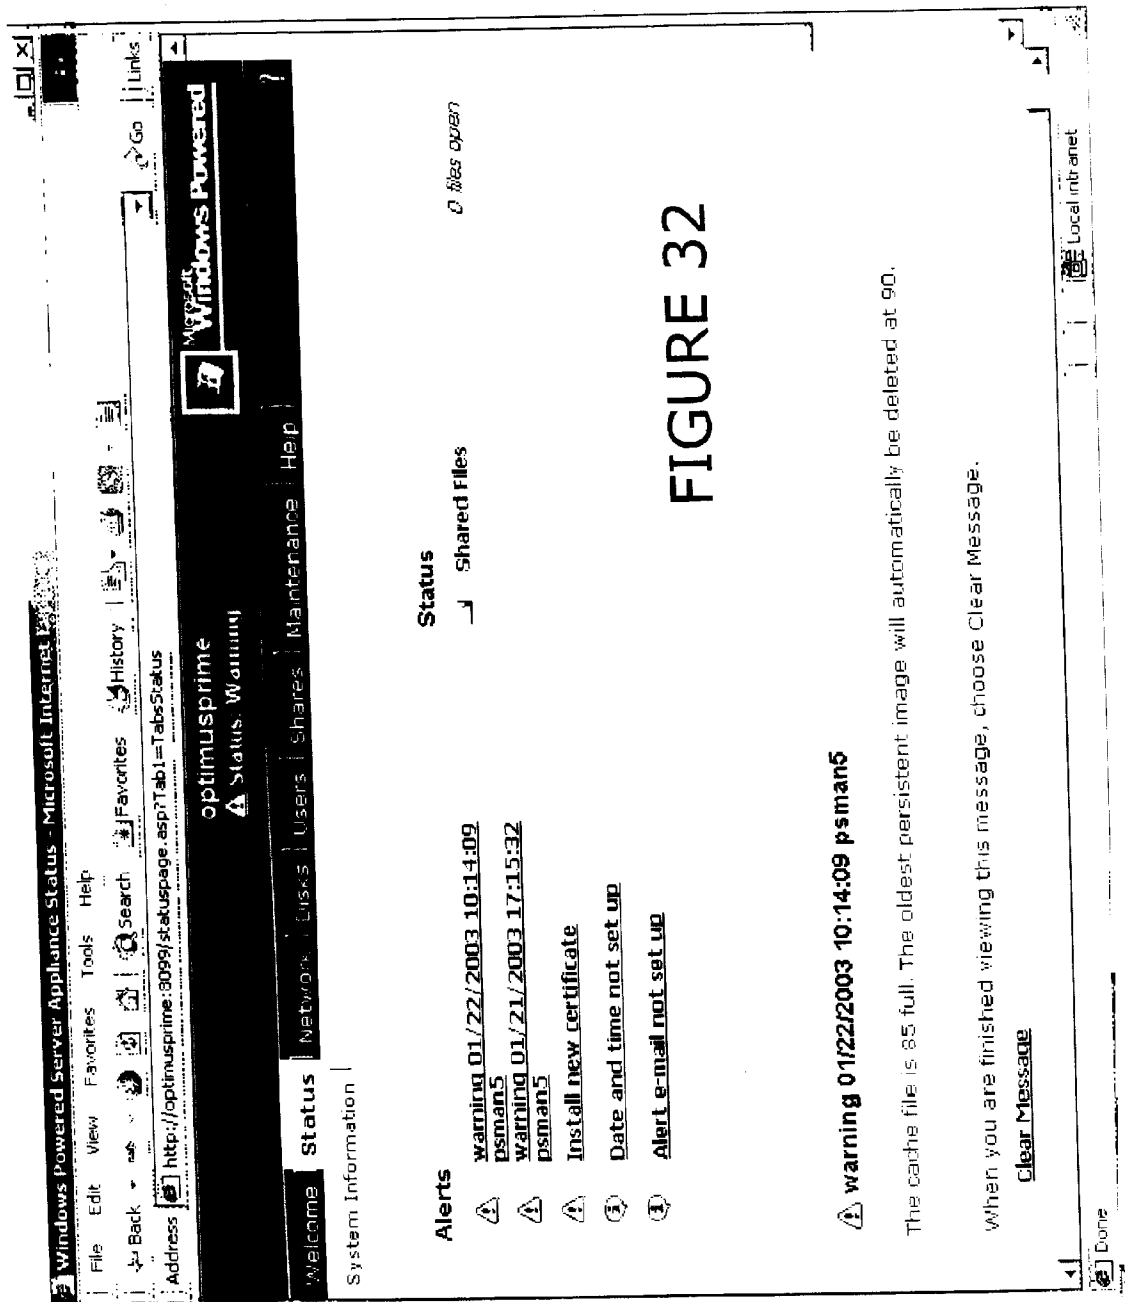 Windows Powered Server Appliance Status - Microsoft Internet
File Edit View Favorites Tools Help
Back Search Favorites History
Address http://optimusprime:8099/statuspage.asp?Tab1=TabsStatus Go Links
optimusprime
Status: Warning
Microsoft
Windows Powered
Welcome Status Network Disks Users Shares Maintenance Help ?
System Information
Alerts
warning 01/22/2003 10:14:09
psman5
warning 01/21/2003 17:15:32
psman5
Install new certificate
Date and time not set up
Alert e-mail not set up
Status
Shared Files 0 files open
FIGURE 32
warning 01/22/2003 10:14:09 psman5
The cache file is 85 full. The oldest persistent image will automatically be deleted at 90.
When you are finished viewing this message, choose Clear Message.
Clear Message
Done Local intranet